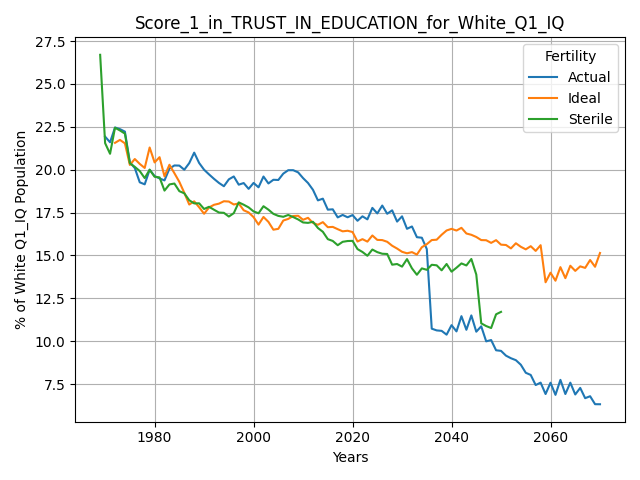 Score_1_in_TRUST_IN_EDUCATION_for_White_Q1_IQ
27.5
25.0
22.5
20.0
17.5
15.0
12.5
10.0
7.5
% of White Q1_IQ Population
Fertility
Actual
Ideal
Sterile
1980
2000
2020
2040
2060
Years